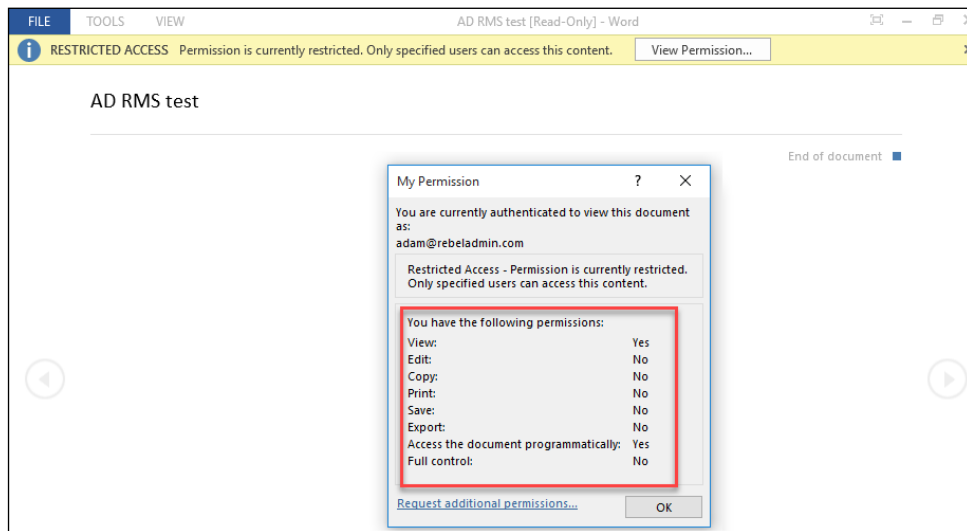 FILE TOOLS VIEW AD RMS test [Read-Only] - Word
RESTRICTED ACCESS Permission is currently restricted. Only specified users can access this content. View Permission...
AD RMS test
End of document
My Permission ?
You are currently authenticated to view this document
as:
adam@rebeladmin.com
Restricted Access - Permission is currently restricted.
Only specified users can access this content.
You have the following permissions:
View: Yes
Edit: No
Copy: No
Print: No
Save: No
Export: No
Access the document programmatically: Yes
Full control: No
Request additional permissions... OK